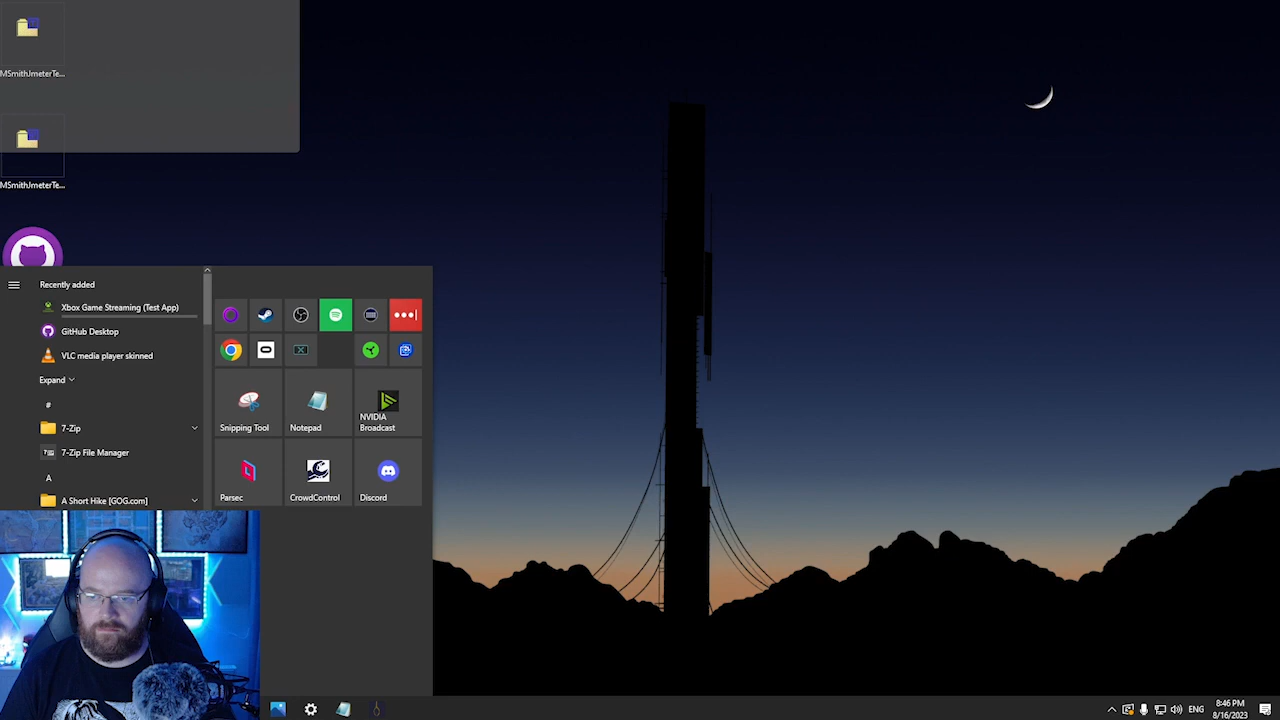 MSmithJmeterTe...
MSmithJmeterTe...
Recently added
Xbox Game Streaming (Test App)
GitHub Desktop
VLC media player skinned
Expand
#
7-Zip
7-Zip File Manager
A
A Short Hike [GOG.com]
Snipping Tool
Notepad
NVIDIA
Broadcast
Parsec
CrowdControl
Discord
ENG
8:46 PM
8/16/2023